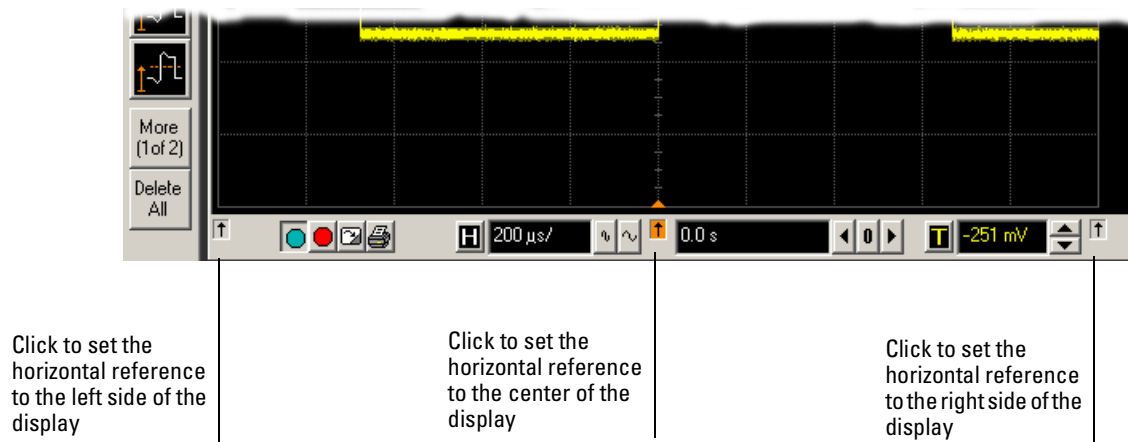 More
(1of 2)
Delete
All
H 200 µs/ 0.0 s 0 T -251 mV
Click to set the
horizontal reference
to the left side of the
display
Click to set the
horizontal reference
to the center of the
display
Click to set the
horizontal reference
to the right side of the
display